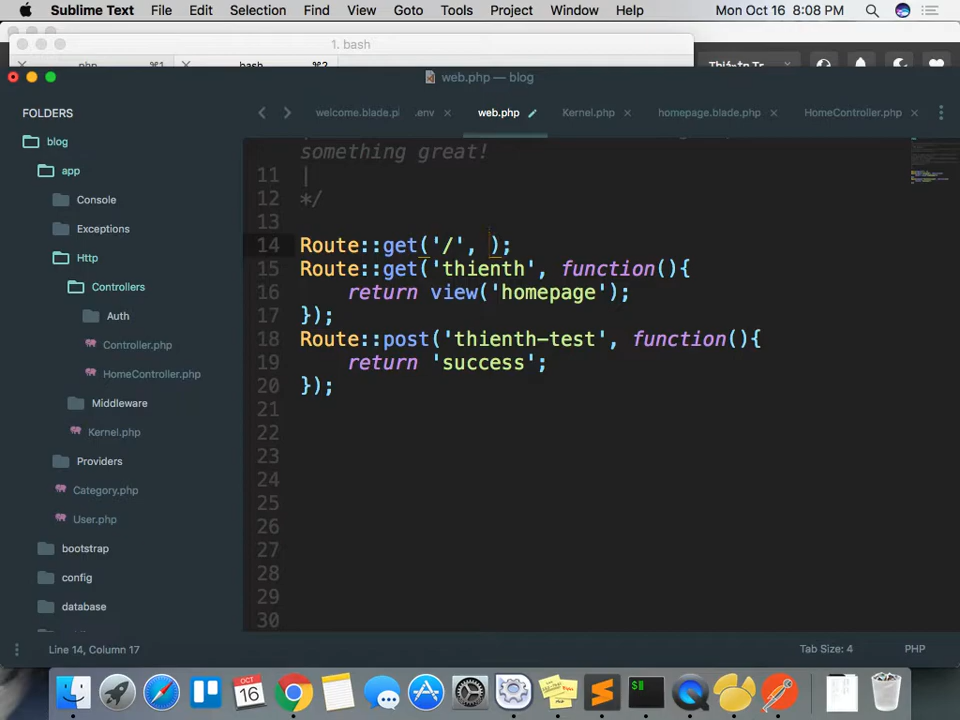 Sublime Text File Edit Selection Find View Goto Tools Project Window Help Mon Oct 16 8:08 PM
1. bash
php ⌘1 bash ⌘2
web.php — blog
FOLDERS
blog
app
Console
Exceptions
Http
Controllers
Auth
Controller.php
HomeController.php
Middleware
Kernel.php
Providers
Category.php
User.php
bootstrap
config
database
welcome.blade.p .env web.php Kernel.php homepage.blade.php HomeController.php
something great!
11 |
12 */
13
14 Route::get('/', );
15 Route::get('thienth', function(){
16 return view('homepage');
17 });
18 Route::post('thienth-test', function(){
19 return 'success';
20 });
21
22
23
24
25
26
27
28
29
30
Line 14, Column 17 Tab Size: 4 PHP
OCT
16